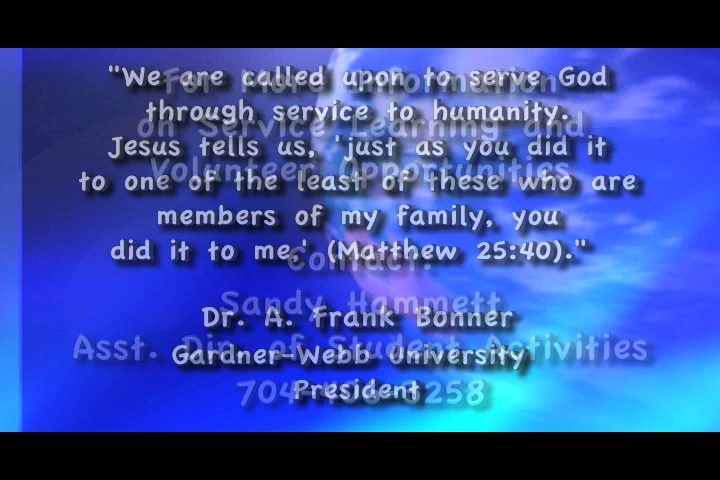 "We are called upon to serve God
through service to humanity.
Jesus tells us, 'just as you did it
to one of the least of these who are
members of my family, you
did it to me,' (Matthew 25:40)."
Dr. A. Frank Bonner
Gardner-Webb University
President
For More Information
on Service Learning and
Volunteer Opportunities
Contact:
Sandy Hammett
Asst. Dir. of Student Activities